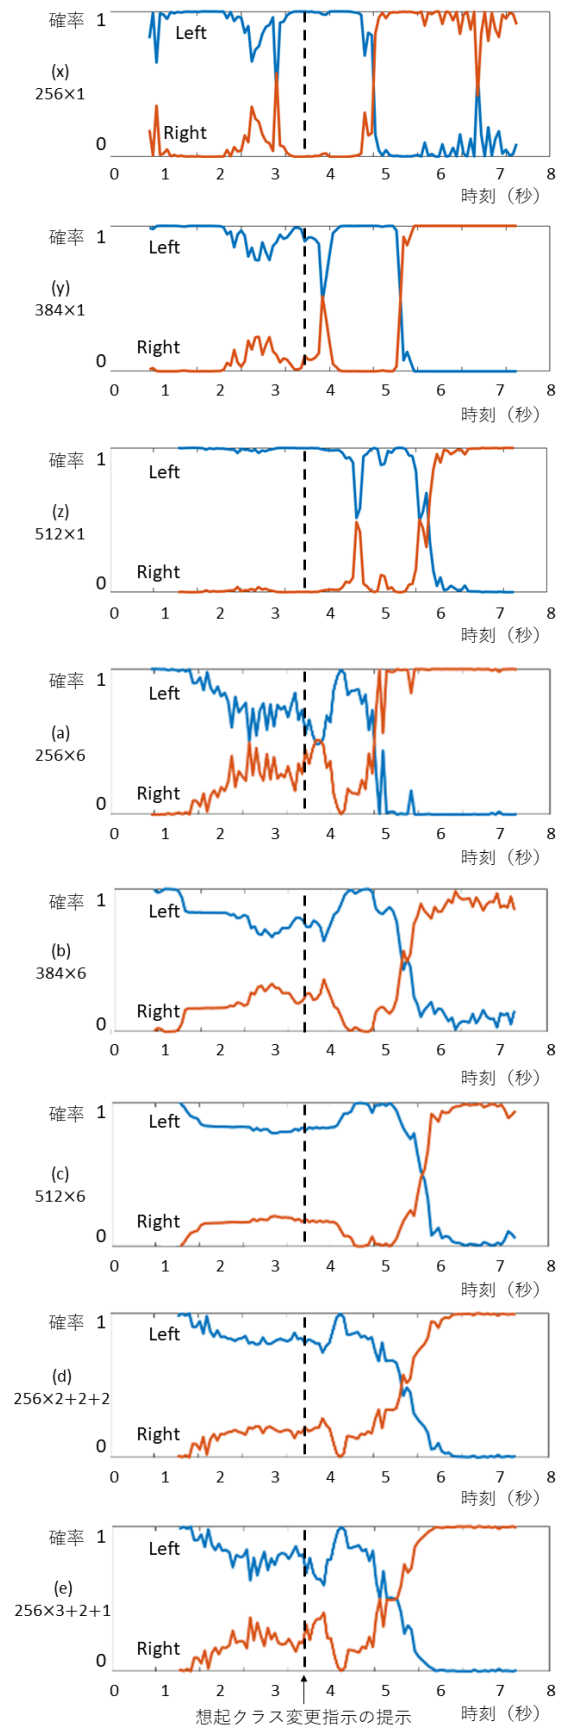 確率 1
Left
(x)
256×1
Right
0
0 1 2 3 4 5 6 7 8
時刻（秒）
確率 1
Left
(y)
384×1
Right
0
0 1 2 3 4 5 6 7 8
時刻（秒）
確率 1
Left
(z)
512×1
Right
0
0 1 2 3 4 5 6 7 8
時刻（秒）
確率 1
Left
(a)
256×6
Right
0
0 1 2 3 4 5 6 7 8
時刻（秒）
確率 1
Left
(b)
384×6
Right
0
0 1 2 3 4 5 6 7 8
時刻（秒）
確率 1
Left
(c)
512×6
Right
0
0 1 2 3 4 5 6 7 8
時刻（秒）
確率 1
Left
(d)
256×2+2+2
Right
0
0 1 2 3 4 5 6 7 8
時刻（秒）
確率 1
Left
(e)
256×3+2+1
Right
0
0 1 2 3 4 5 6 7 8
想起クラス変更指示の提示 時刻（秒）